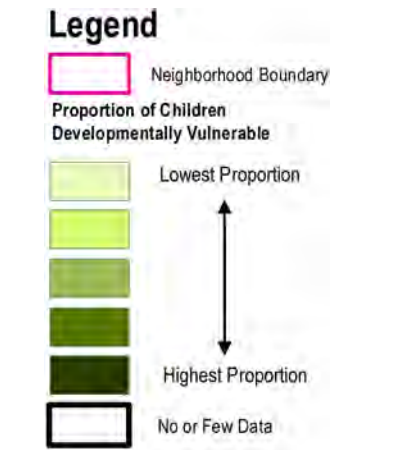 Legend
Neighborhood Boundary
Proportion of Children
Developmentally Vulnerable
Lowest Proportion
Highest Proportion
No or Few Data